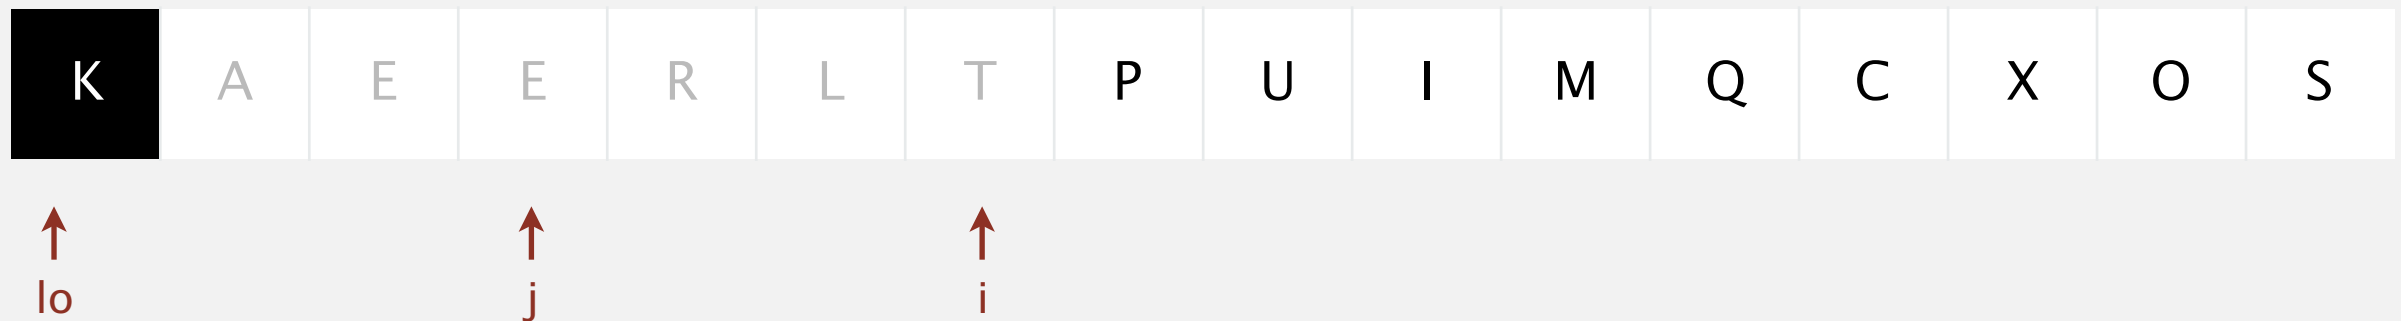 K A E E R L T P U I M Q C X O S
lo j i